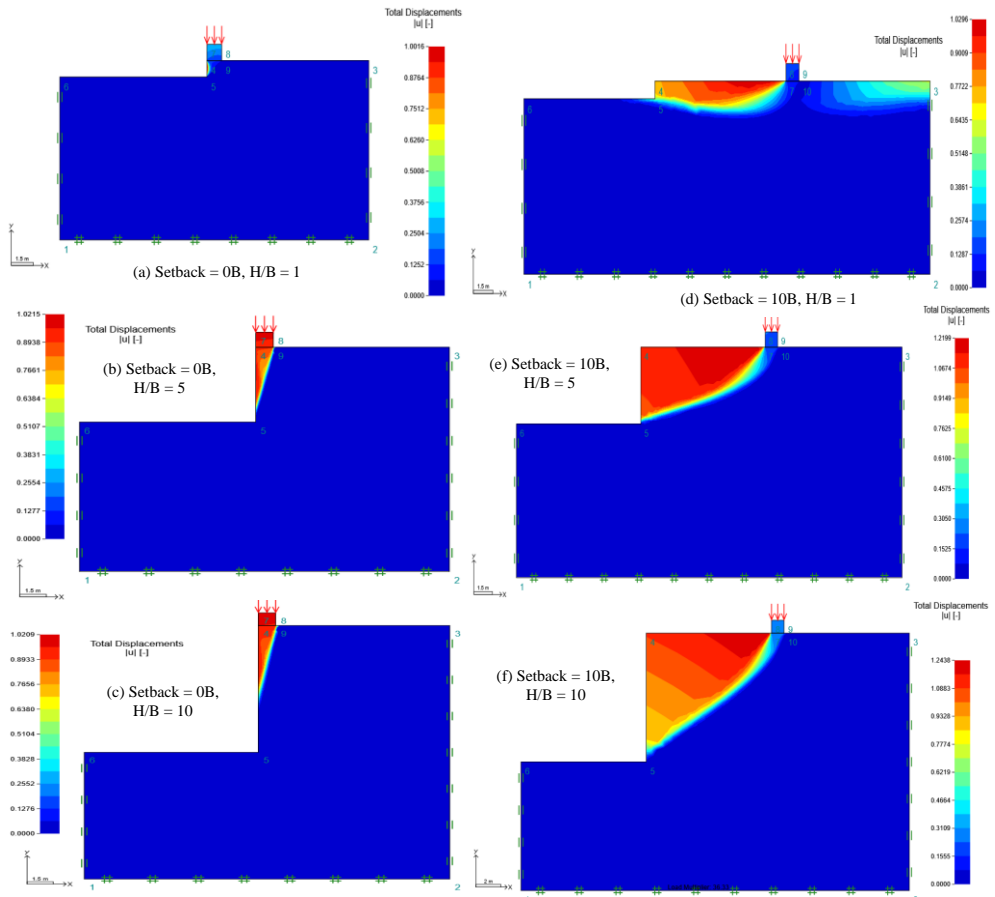 Total Displacements
|u| [-]
1.0016
0.8764
0.7512
0.6260
0.5008
0.3756
0.2504
0.1252
0.0000
8
4 9
5
6
3
1
2
Y
X
1.5 m
(a) Setback = 0B, H/B = 1
Total Displacements
|u| [-]
1.0296
0.9009
0.7722
0.6435
0.5148
0.3861
0.2574
0.1287
0.0000
9
7 10
4
5
6
3
1
2
Y
X
1.5 m
(d) Setback = 10B, H/B = 1
Total Displacements
|u| [-]
1.0215
0.8938
0.7661
0.6384
0.5107
0.3831
0.2554
0.1277
0.0000
(b) Setback = 0B,
H/B = 5
8
4 9
3
6
5
1
2
Y
X
1.5 m
Total Displacements
|u| [-]
1.2199
1.0674
0.9149
0.7625
0.6100
0.4575
0.3050
0.1525
0.0000
(e) Setback = 10B,
H/B = 5
9
4
10
3
6
5
1
2
Y
X
1.5 m
Total Displacements
|u| [-]
1.0209
0.8933
0.7656
0.6380
0.5104
0.3828
0.2552
0.1276
0.0000
(c) Setback = 0B,
H/B = 10
8
9
3
6
5
1
2
Y
X
1.5 m
Total Displacements
|u| [-]
1.2438
1.0883
0.9328
0.7774
0.6219
0.4664
0.3109
0.1555
0.0000
(f) Setback = 10B,
H/B = 10
9
4
10
3
6
5
Y
X
2 m